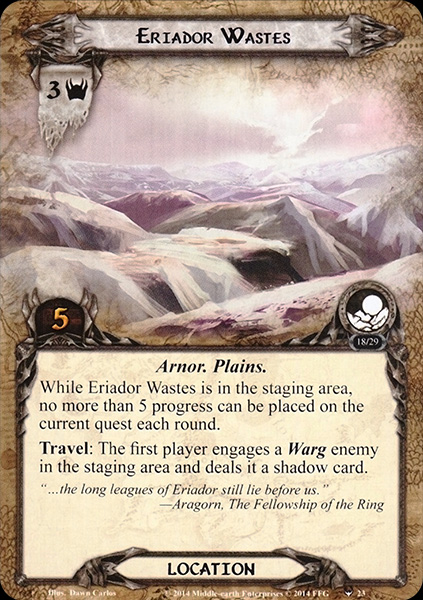 Eriador Wastes
3
5
18/29
Arnor. Plains.
While Eriador Wastes is in the staging area,
no more than 5 progress can be placed on the
current quest each round.
Travel: The first player engages a Warg enemy
in the staging area and deals it a shadow card.
“...the long leagues of Eriador still lie before us.”
—Aragorn, The Fellowship of the Ring
LOCATION
Illus. Dawn Carlos
© 2014 Middle-earth Enterprises © 2014 FFG
23